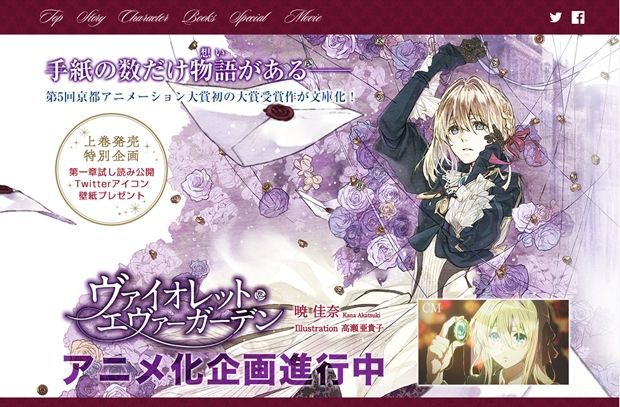 Top Story Character Books Special Movie
想い
手紙の数だけ物語がある
第5回京都アニメーション大賞初の大賞受賞作が文庫化！
上巻発売
特別企画
第一章試し読み公開
Twitterアイコン
壁紙プレゼント
ヴァイオレット・
エヴァーガーデン
暁 佳奈 Kana Akatsuki
Illustration 高瀬亜貴子
CM
アニメ化企画進行中